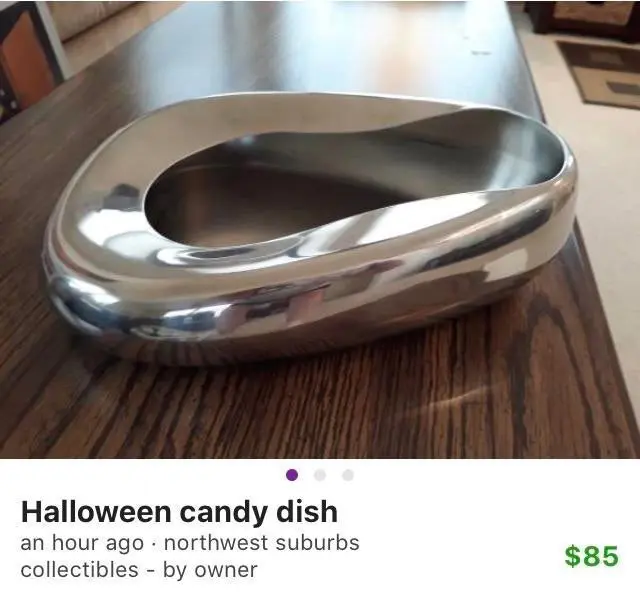 Halloween candy dish
an hour ago · northwest suburbs
collectibles - by owner
$85